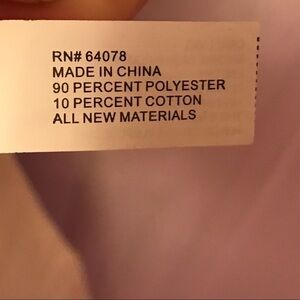 RN# 64078
MADE IN CHINA
90 PERCENT POLYESTER
10 PERCENT COTTON
ALL NEW MATERIALS